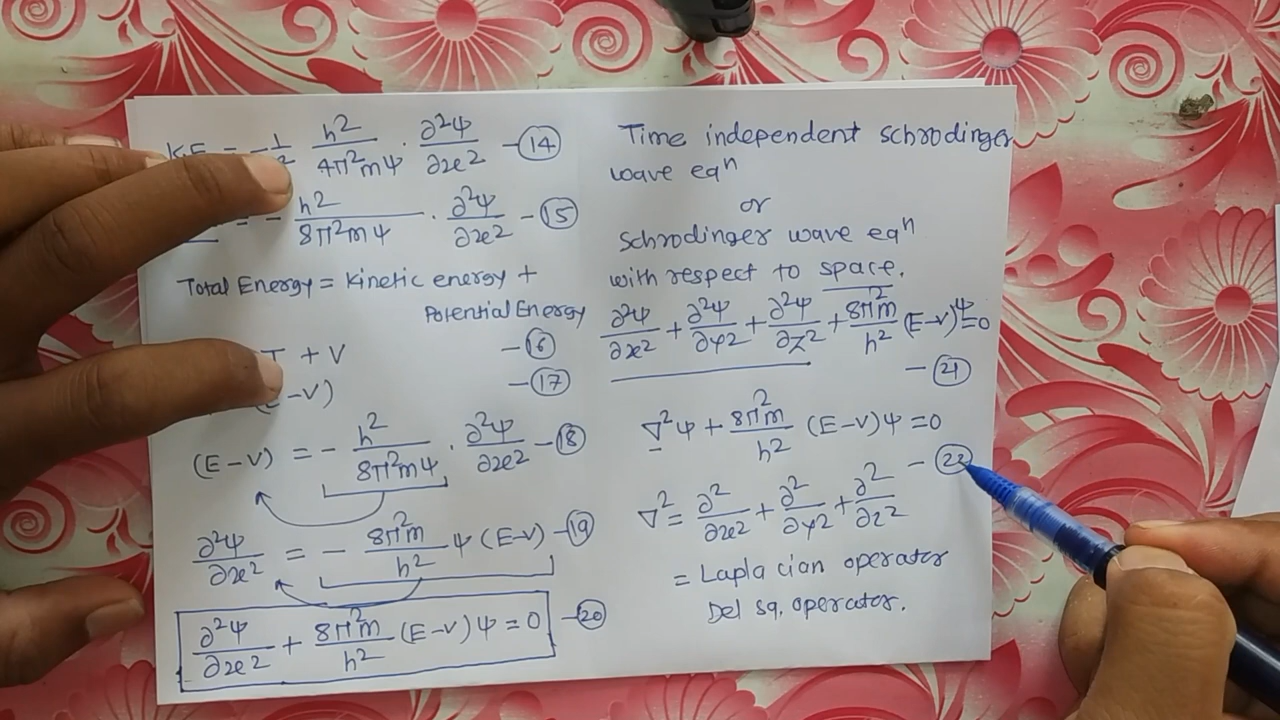 K.E = -1/2 h²/4π²mψ · ∂²ψ/∂x² -(14)
= - h²/8π²mψ · ∂²ψ/∂x² -(15)
Total Energy = Kinetic energy +
Potential Energy
T + V -(16)
-V) -(17)
(E-V) = - h²/8π²mψ · ∂²ψ/∂x² -(18)
∂²ψ/∂x² = - 8π²m/h² ψ (E-V) -(19)
∂²ψ/∂x² + 8π²m/h² (E-V) ψ = 0 -(20)
Time independent schrodinger
wave eqⁿ
or
Schrodinger wave eqⁿ
with respect to space.
∂²ψ/∂x² + ∂²ψ/∂y² + ∂²ψ/∂z² + 8π²m/h² (E-V)ψ = 0
-(21)
∇²ψ + 8π²m/h² (E-V)ψ = 0
-(22)
∇² = ∂²/∂x² + ∂²/∂y² + ∂²/∂z²
= Laplacian operator
Del sq. operator.